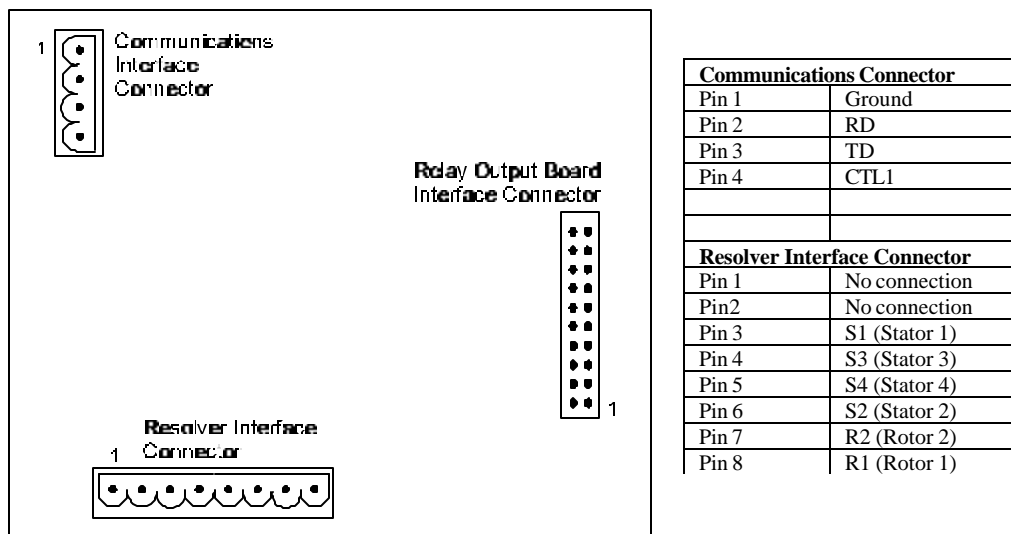 1
Communications
Interface
Connector
Relay Output Board
Interface Connector
1
Resolver Interface
Connector
1
Communications Connector
Pin 1 Ground
Pin 2 RD
Pin 3 TD
Pin 4 CTL1
Resolver Interface Connector
Pin 1 No connection
Pin2 No connection
Pin 3 S1 (Stator 1)
Pin 4 S3 (Stator 3)
Pin 5 S4 (Stator 4)
Pin 6 S2 (Stator 2)
Pin 7 R2 (Rotor 2)
Pin 8 R1 (Rotor 1)